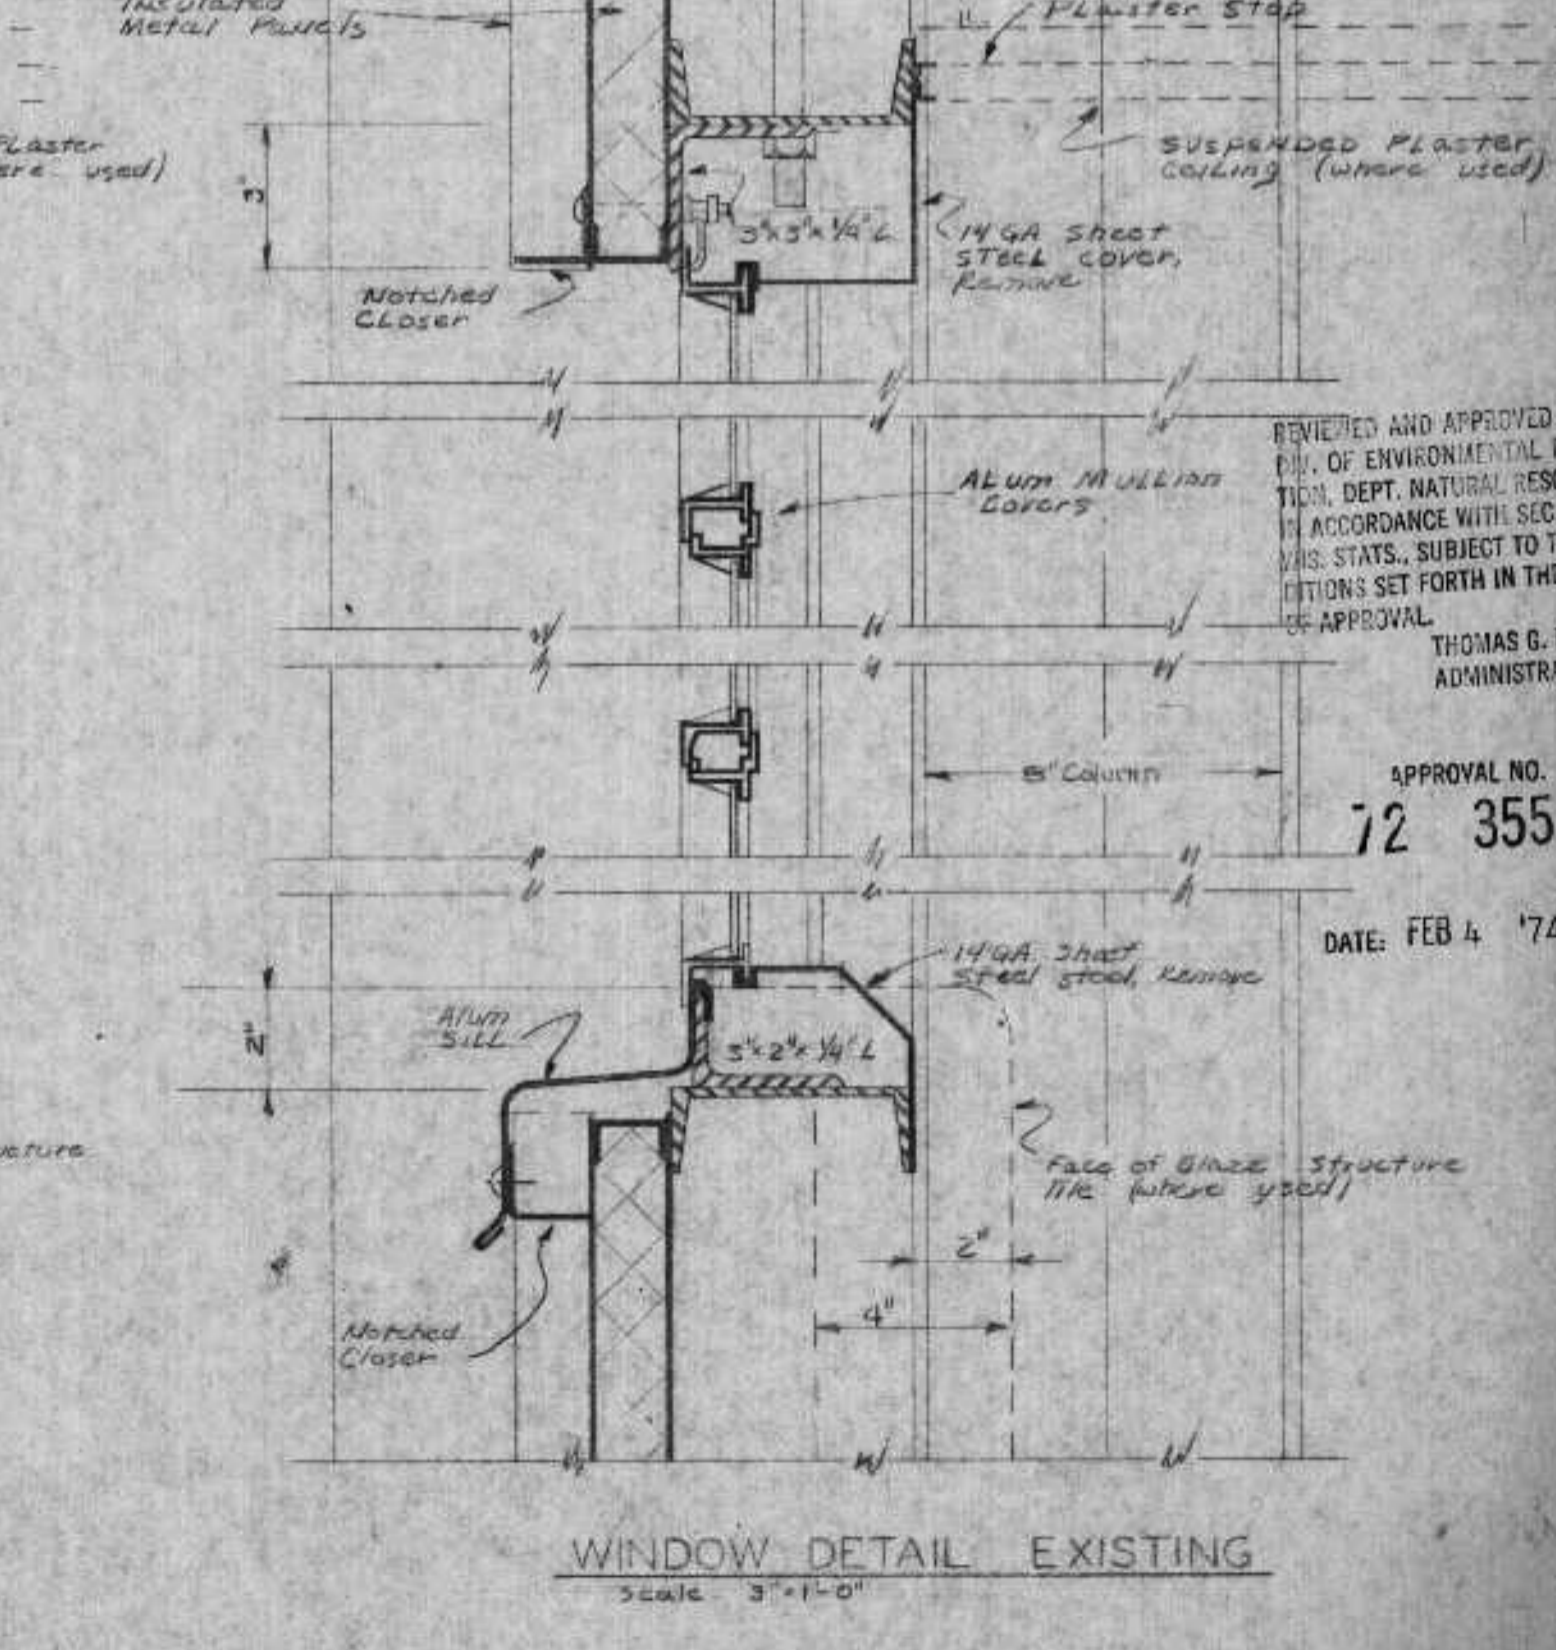 Insulated
Metal Panels
Plaster Stop
Plaster
used)
SUSPENDED PLaster
CeiLing (where used)
3"
3"x3"x¼" L
14 GA Sheet
STEEL COVER,
Remove
Notched
CLoser
ALum MULLion
Covers
REVIEWED AND APPROVED
DIV. OF ENVIRONMENTAL
TION, DEPT. NATURAL
IN ACCORDANCE WITH SEC
WIS. STATS., SUBJECT TO
DITIONS SET FORTH IN THE
OF APPROVAL.
THOMAS G.
8" Column
APPROVAL NO.
72 355
DATE: FEB 4
14 GA. Sheet
Steel stool, Remove
Alum
SILL
2"
3"x2"x¼" L
Face of Glaze Structure
Tile (where used)
2"
4"
Notched
Closer
WINDOW DETAIL EXISTING
Scale 3"=1'-0"